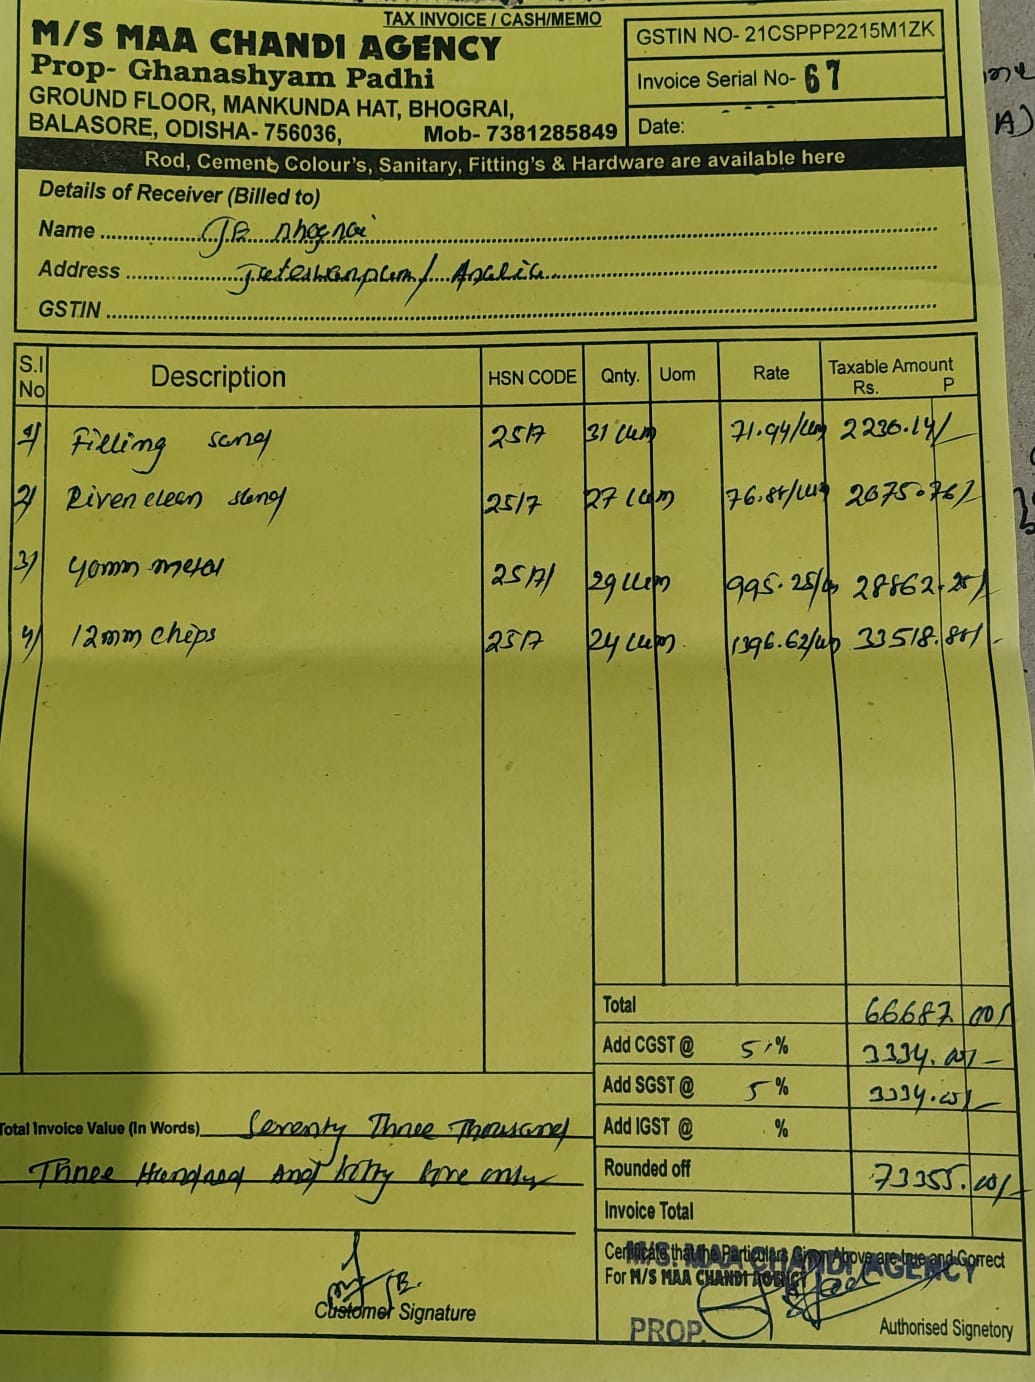 TAX INVOICE / CASH/MEMO
M/S MAA CHANDI AGENCY
Prop- Ghanashyam Padhi
GROUND FLOOR, MANKUNDA HAT, BHOGRAI,
BALASORE, ODISHA- 756036, Mob- 7381285849
GSTIN NO- 21CSPPP2215M1ZK
Invoice Serial No- 67
Date:
Rod, Cement, Colour's, Sanitary, Fitting's & Hardware are available here
Details of Receiver (Billed to)
Name
Address
GSTIN
S.l No Description HSN CODE Qnty. Uom Rate Taxable Amount Rs. P
1/ Filling sand 2517 31 cum 71.94/cum 2230.14/
2/ River clean sand 2517 27 cum 76.88/cum 2075.76/
3/ 40mm metal 2517/ 29 cum 995.25/ 28862.25/-
4/ 12mm chips 2517 24 cum 1396.62/ 33518.88/-
Total 66687.00/
Add CGST @ 5 % 3334.00/-
Add SGST @ 5 % 3334.00/-
Add IGST @ %
Rounded off 73355.00/-
Invoice Total
Total Invoice Value (In Words) Seventy Three Thousand
Three Hundred and fifty five only
Customer Signature
Certificate that the Particulars Given Above are true and Correct
For M/S MAA CHANDI AGENCY
M/S. MAA CHANDI AGENCY
PROP.
Authorised Signetory